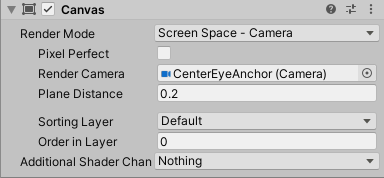 Canvas
Render Mode Screen Space - Camera
Pixel Perfect
Render Camera CenterEyeAnchor (Camera)
Plane Distance 0.2
Sorting Layer Default
Order in Layer 0
Additional Shader Chan Nothing